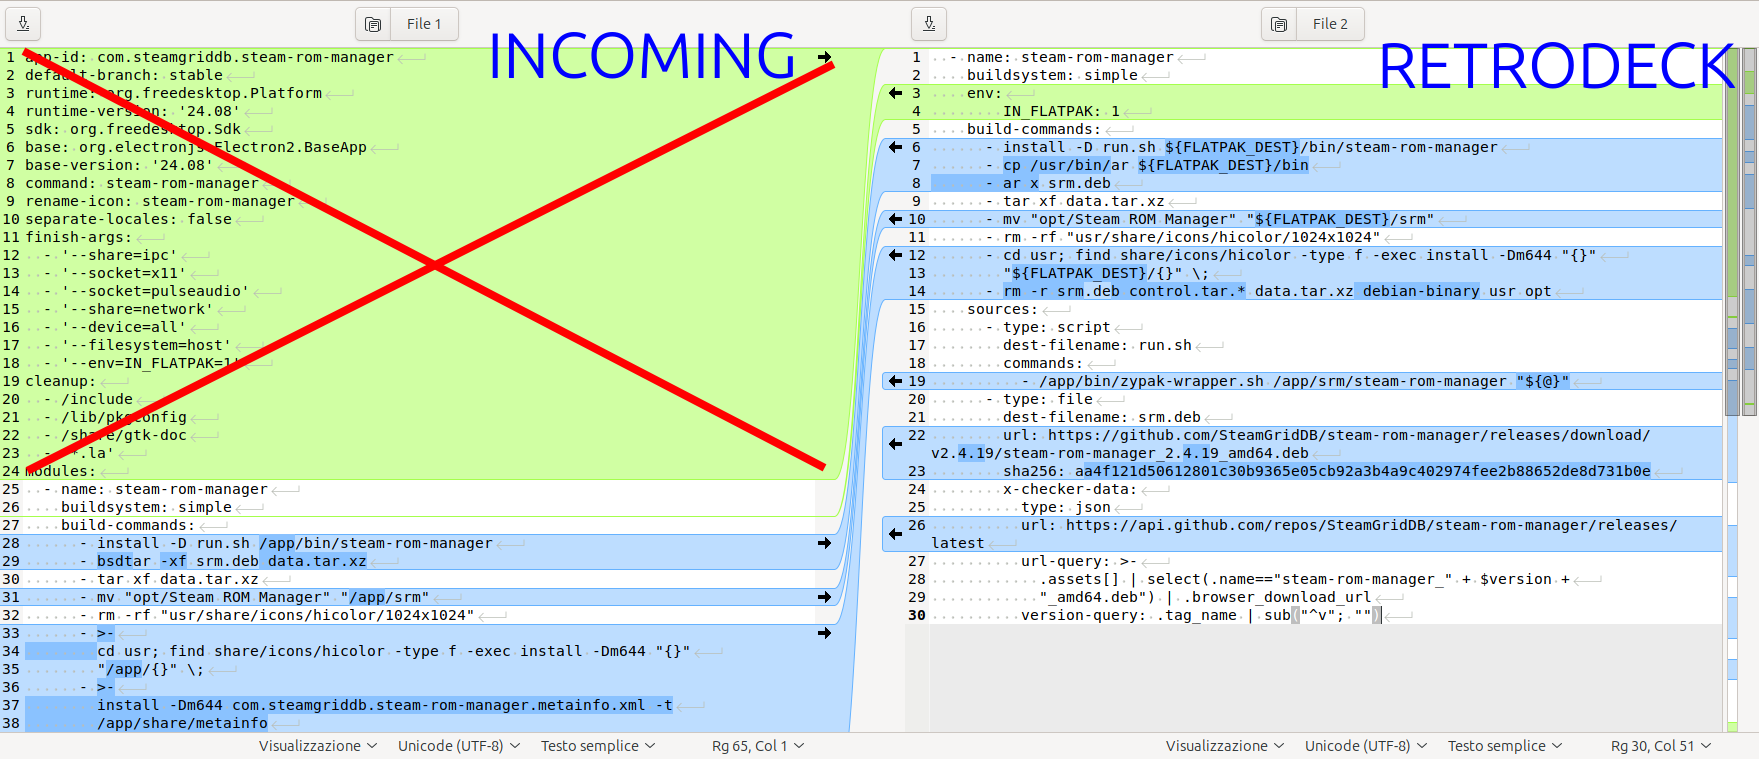 File 1
File 2
INCOMING
RETRODECK
1 app-id: com.steamgriddb.steam-rom-manager
2 default-branch: stable
3 runtime: org.freedesktop.Platform
4 runtime-version: '24.08'
5 sdk: org.freedesktop.Sdk
6 base: org.electronjs.Electron2.BaseApp
7 base-version: '24.08'
8 command: steam-rom-manager
9 rename-icon: steam-rom-manager
10 separate-locales: false
11 finish-args:
12 - '--share=ipc'
13 - '--socket=x11'
14 - '--socket=pulseaudio'
15 - '--share=network'
16 - '--device=all'
17 - '--filesystem=host'
18 - '--env=IN_FLATPAK=1'
19 cleanup:
20 - /include
21 - /lib/pkgconfig
22 - /share/gtk-doc
23 - '*.la'
24 modules:
25 - name: steam-rom-manager
26 buildsystem: simple
27 build-commands:
28 - install -D run.sh /app/bin/steam-rom-manager
29 - bsdtar -xf srm.deb data.tar.xz
30 - tar xf data.tar.xz
31 - mv "opt/Steam ROM Manager" "/app/srm"
32 - rm -rf "usr/share/icons/hicolor/1024x1024"
33 - >-
34 cd usr; find share/icons/hicolor -type f -exec install -Dm644 "{}"
35 "/app/{}" \;
36 - >-
37 install -Dm644 com.steamgriddb.steam-rom-manager.metainfo.xml -t
38 /app/share/metainfo
1 - name: steam-rom-manager
2 buildsystem: simple
3 env:
4 IN_FLATPAK: 1
5 build-commands:
6 - install -D run.sh ${FLATPAK_DEST}/bin/steam-rom-manager
7 - cp /usr/bin/ar ${FLATPAK_DEST}/bin
8 - ar x srm.deb
9 - tar xf data.tar.xz
10 - mv "opt/Steam ROM Manager" "${FLATPAK_DEST}/srm"
11 - rm -rf "usr/share/icons/hicolor/1024x1024"
12 - cd usr; find share/icons/hicolor -type f -exec install -Dm644 "{}"
13 "${FLATPAK_DEST}/{}" \;
14 - rm -r srm.deb control.tar.* data.tar.xz debian-binary usr opt
15 sources:
16 - type: script
17 dest-filename: run.sh
18 commands:
19 - /app/bin/zypak-wrapper.sh /app/srm/steam-rom-manager "${@}"
20 - type: file
21 dest-filename: srm.deb
22 url: https://github.com/SteamGridDB/steam-rom-manager/releases/download/
v2.4.19/steam-rom-manager_2.4.19_amd64.deb
23 sha256: aa4f121d50612801c30b9365e05cb92a3b4a9c402974fee2b88652de8d731b0e
24 x-checker-data:
25 type: json
26 url: https://api.github.com/repos/SteamGridDB/steam-rom-manager/releases/
latest
27 url-query: >-
28 .assets[] | select(.name=="steam-rom-manager_" + $version +
29 "_amd64.deb") | .browser_download_url
30 version-query: .tag_name | sub("^v"; "")
Visualizzazione Unicode (UTF-8) Testo semplice Rg 65, Col 1
Visualizzazione Unicode (UTF-8) Testo semplice Rg 30, Col 51